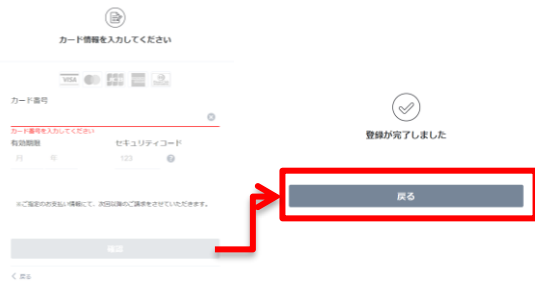 カード情報を入力してください
VISA
カード番号
カード番号を入力してください
有効期限
セキュリティコード
月
年
123
※ご指定のお支払い情報にて、次回以降のご請求をさせていただきます。
確認
戻る
登録が完了しました
戻る